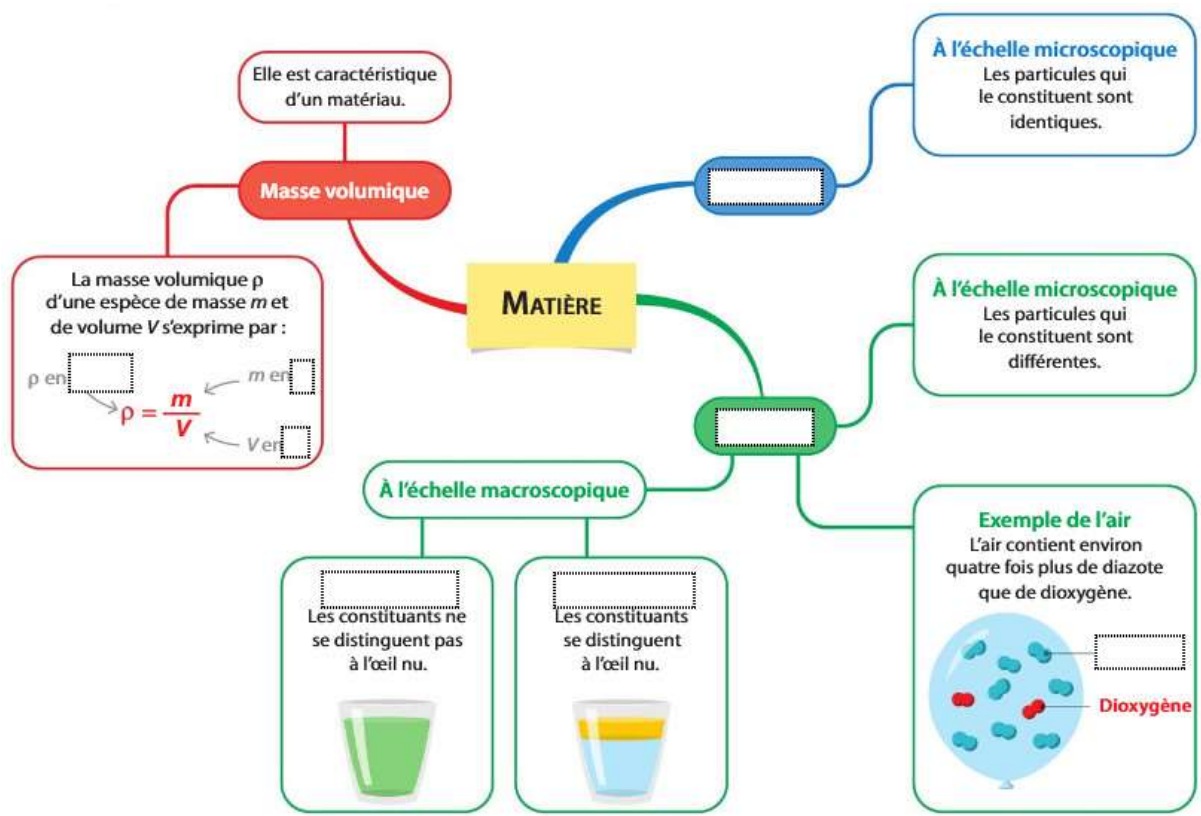 Elle est caractéristique
d'un matériau.
Masse volumique
La masse volumique ρ
d'une espèce de masse m et
de volume V s'exprime par :
ρ en
m en
ρ = m/V
V en
MATIÈRE
À l'échelle microscopique
Les particules qui
le constituent sont
identiques.
À l'échelle microscopique
Les particules qui
le constituent sont
différentes.
À l'échelle macroscopique
Les constituants ne
se distinguent pas
à l'œil nu.
Les constituants
se distinguent
à l'œil nu.
Exemple de l'air
L'air contient environ
quatre fois plus de diazote
que de dioxygène.
Dioxygène